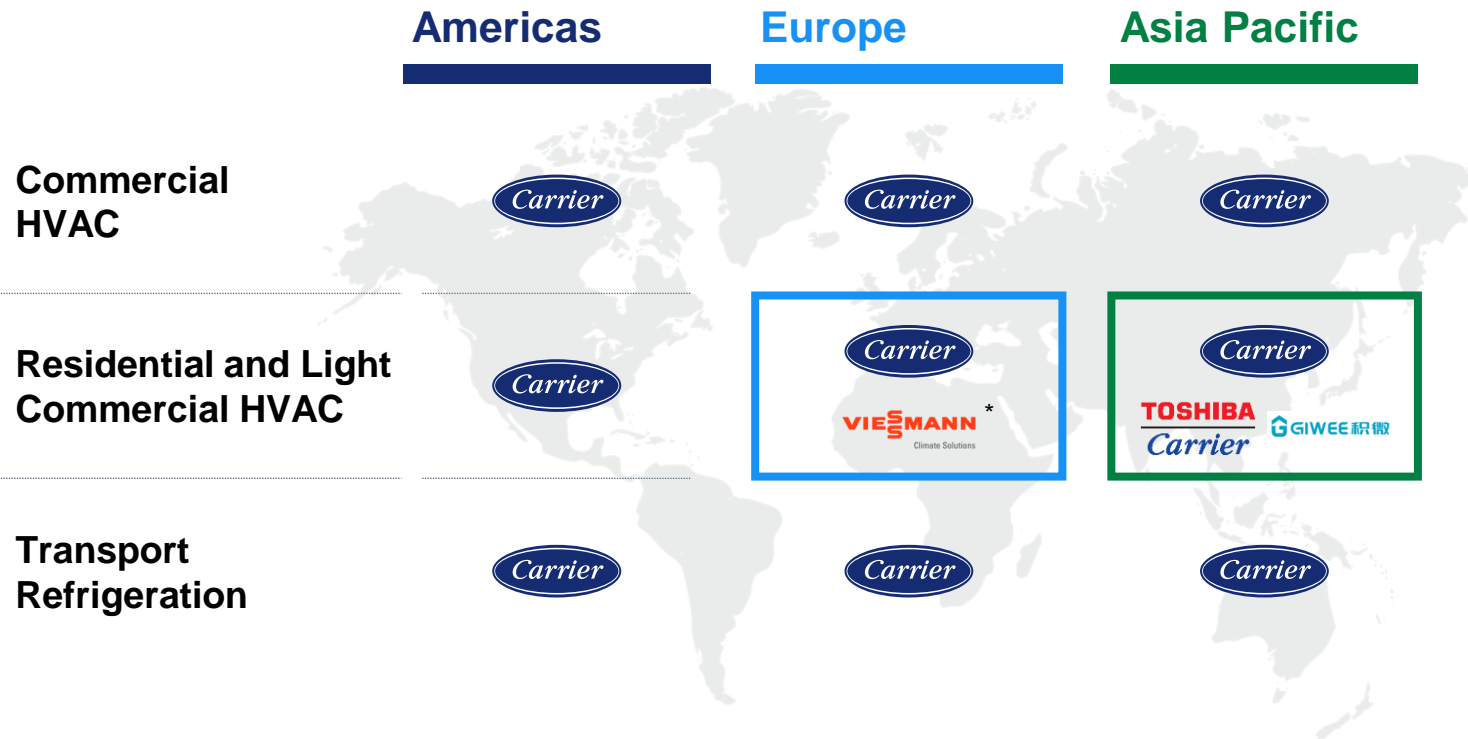 Americas
Europe
Asia Pacific
Commercial
HVAC
Carrier
Carrier
Carrier
Residential and Light
Commercial HVAC
Carrier
Carrier
VIESSMANN *
Climate Solutions
Carrier
TOSHIBA
Carrier
GIWEE积微
Transport
Refrigeration
Carrier
Carrier
Carrier